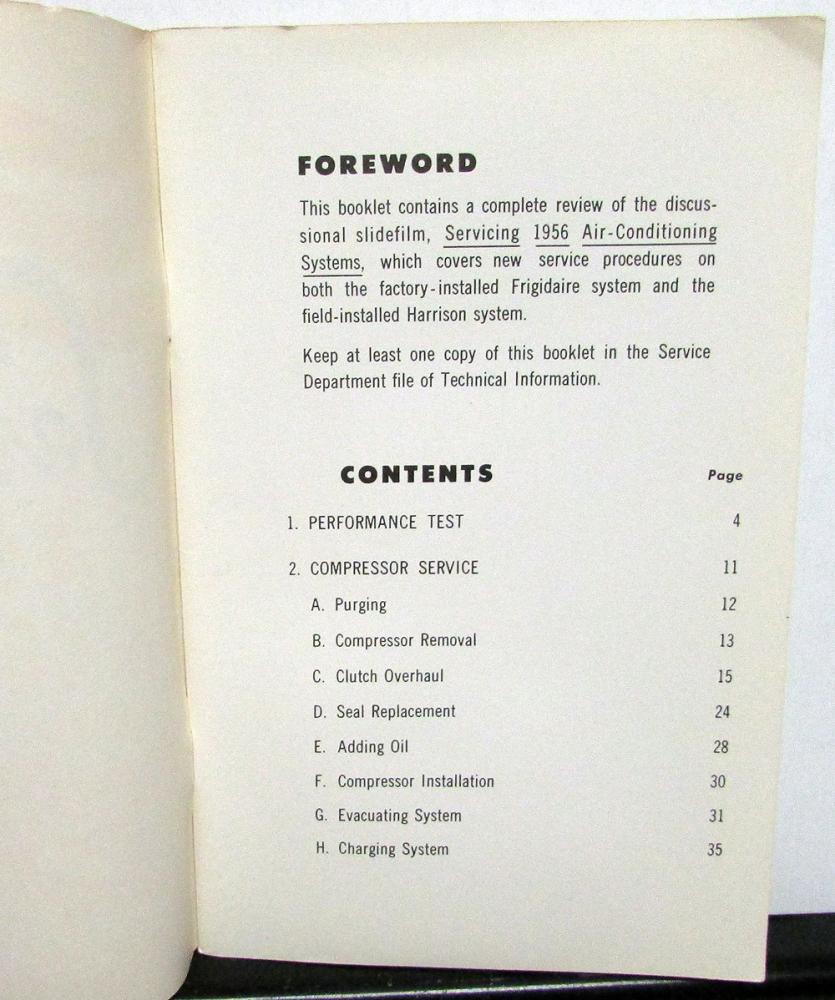 FOREWORD
This booklet contains a complete review of the discus-
sional slidefilm, Servicing 1956 Air-Conditioning
Systems, which covers new service procedures on
both the factory-installed Frigidaire system and the
field-installed Harrison system.
Keep at least one copy of this booklet in the Service
Department file of Technical Information.
CONTENTS Page
1. PERFORMANCE TEST 4
2. COMPRESSOR SERVICE 11
A. Purging 12
B. Compressor Removal 13
C. Clutch Overhaul 15
D. Seal Replacement 24
E. Adding Oil 28
F. Compressor Installation 30
G. Evacuating System 31
H. Charging System 35